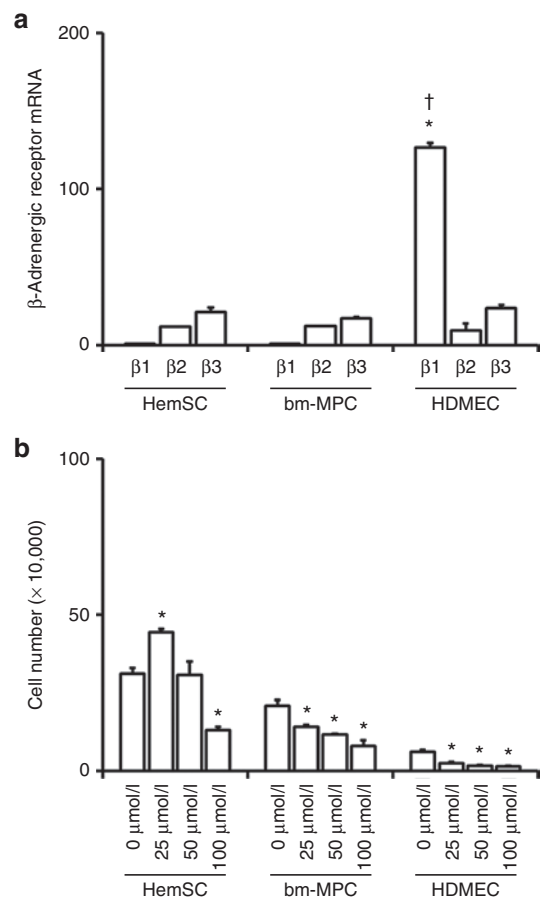 a
β-Adrenergic receptor mRNA
200
100
0
†
*
β1 β2 β3 β1 β2 β3 β1 β2 β3
HemSC bm-MPC HDMEC
b
Cell number (× 10,000)
100
50
0
* * * * * * * *
0 μmol/l 25 μmol/l 50 μmol/l 100 μmol/l 0 μmol/l 25 μmol/l 50 μmol/l 100 μmol/l 0 μmol/l 25 μmol/l 50 μmol/l 100 μmol/l
HemSC bm-MPC HDMEC